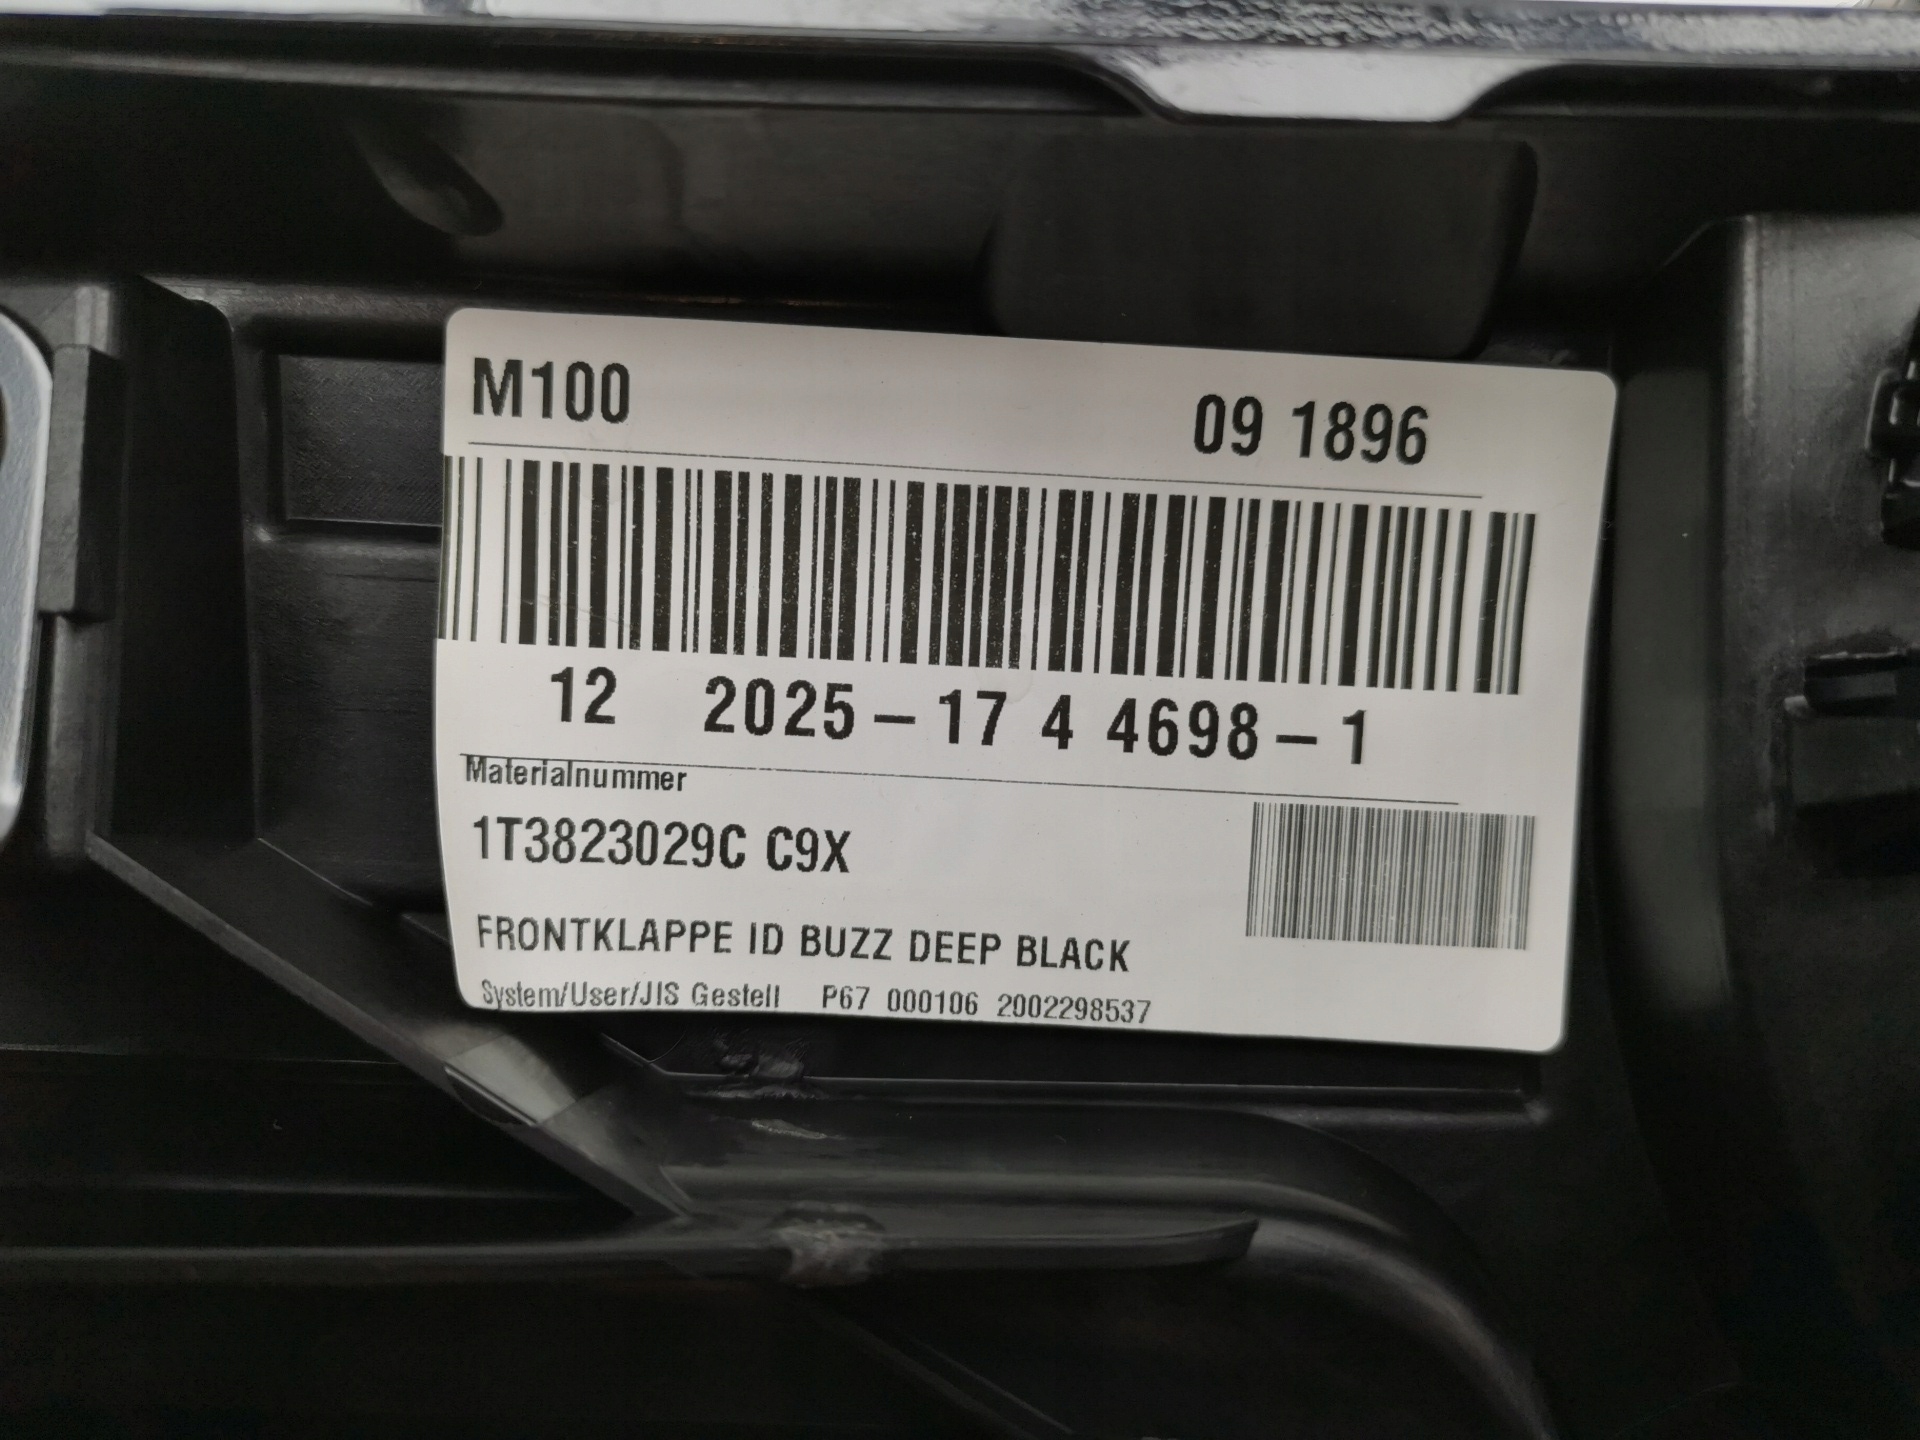 M100 09 1896
12 2025-17 4 4698-1
Materialnummer
1T3823029C C9X
FRONTKLAPPE ID BUZZ DEEP BLACK
System/User/JIS Gestell P67 000106 2002298537